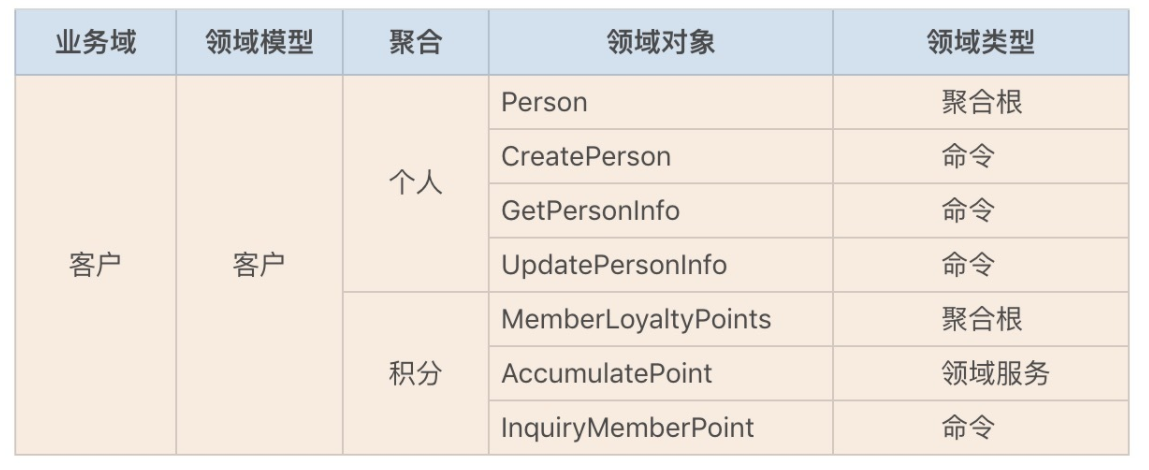 业务域 领域模型 聚合 领域对象 领域类型
Person 聚合根
CreatePerson 命令
个人
GetPersonInfo 命令
客户 客户
UpdatePersonInfo 命令
MemberLoyaltyPoints 聚合根
积分
AccumulatePoint 领域服务
InquiryMemberPoint 命令